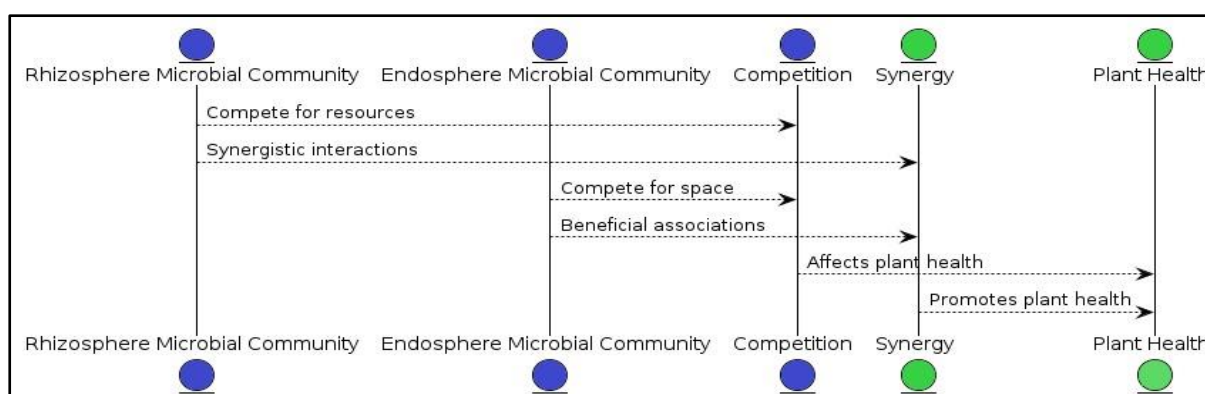 Rhizosphere Microbial Community Endosphere Microbial Community Competition Synergy Plant Health
Compete for resources
Synergistic interactions
Compete for space
Beneficial associations
Affects plant health
Promotes plant health
Rhizosphere Microbial Community Endosphere Microbial Community Competition Synergy Plant Health